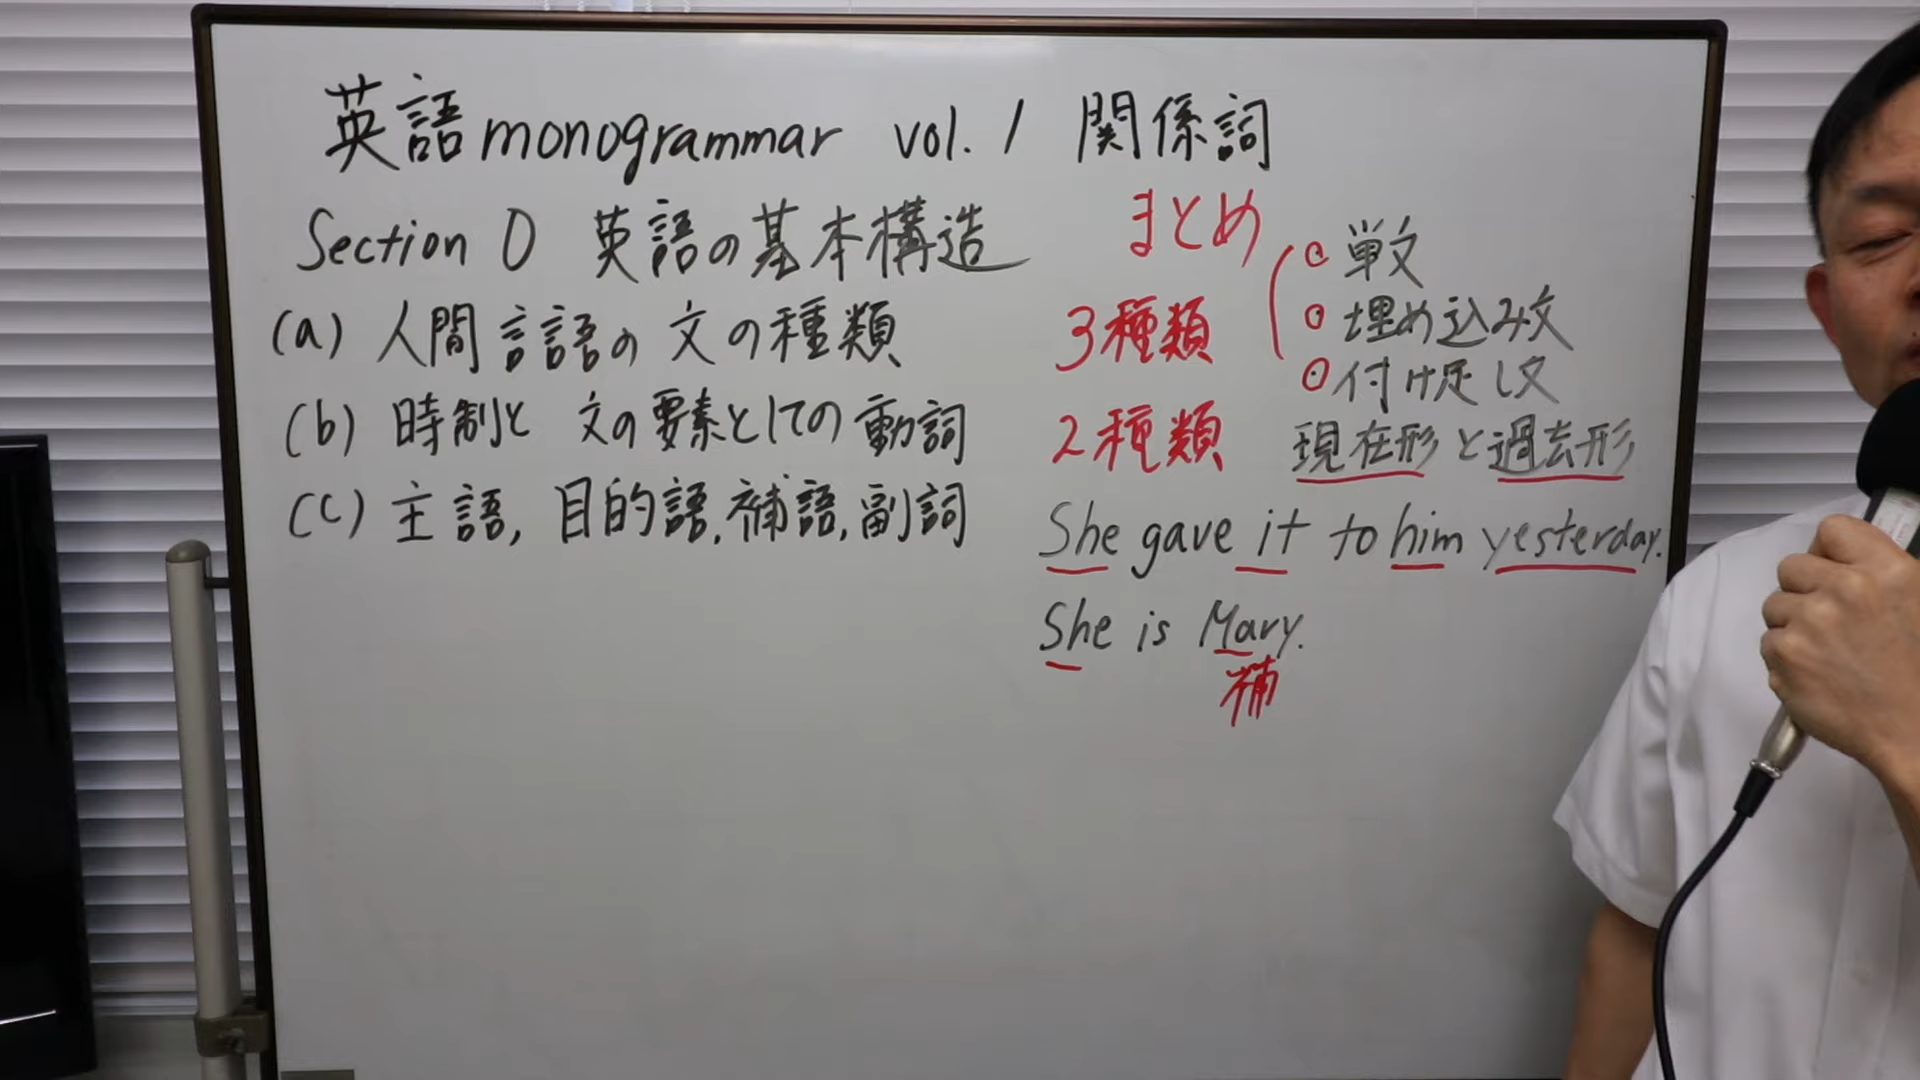 英語monogrammar vol. 1 関係詞
Section 0 英語の基本構造
(a) 人間言語の文の種類
(b) 時制と 文の要素としての動詞
(c) 主語, 目的語, 補語, 副詞
まとめ
3種類
単文
埋め込み文
付け足し文
2種類 現在形と過去形
She gave it to him yesterday.
She is Mary.
補